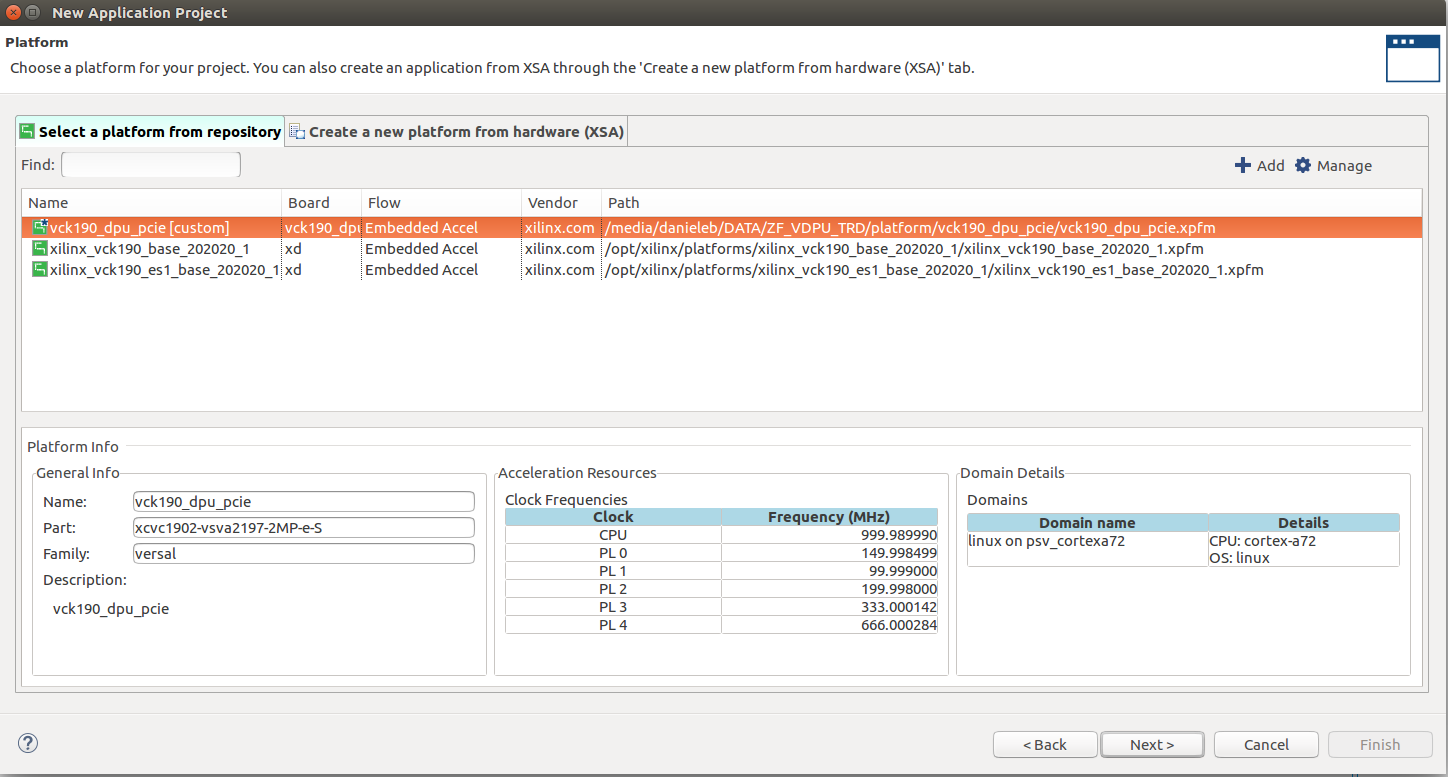 New Application Project
Platform
Choose a platform for your project. You can also create an application from XSA through the 'Create a new platform from hardware (XSA)' tab.
Select a platform from repository Create a new platform from hardware (XSA)
Find: Add Manage
Name Board Flow Vendor Path
vck190_dpu_pcie [custom] vck190_dpu Embedded Accel xilinx.com /media/danieleb/DATA/ZF_VDPU_TRD/platform/vck190_dpu_pcie/vck190_dpu_pcie.xpfm
xilinx_vck190_base_202020_1 xd Embedded Accel xilinx.com /opt/xilinx/platforms/xilinx_vck190_base_202020_1/xilinx_vck190_base_202020_1.xpfm
xilinx_vck190_es1_base_202020_1 xd Embedded Accel xilinx.com /opt/xilinx/platforms/xilinx_vck190_es1_base_202020_1/xilinx_vck190_es1_base_202020_1.xpfm
Platform Info
General Info
Name: vck190_dpu_pcie
Part: xcvc1902-vsva2197-2MP-e-S
Family: versal
Description:
vck190_dpu_pcie
Acceleration Resources
Clock Frequencies
Clock Frequency (MHz)
CPU 999.989990
PL 0 149.998499
PL 1 99.999000
PL 2 199.998000
PL 3 333.000142
PL 4 666.000284
Domain Details
Domains
Domain name Details
linux on psv_cortexa72 CPU: cortex-a72
OS: linux
? < Back Next > Cancel Finish